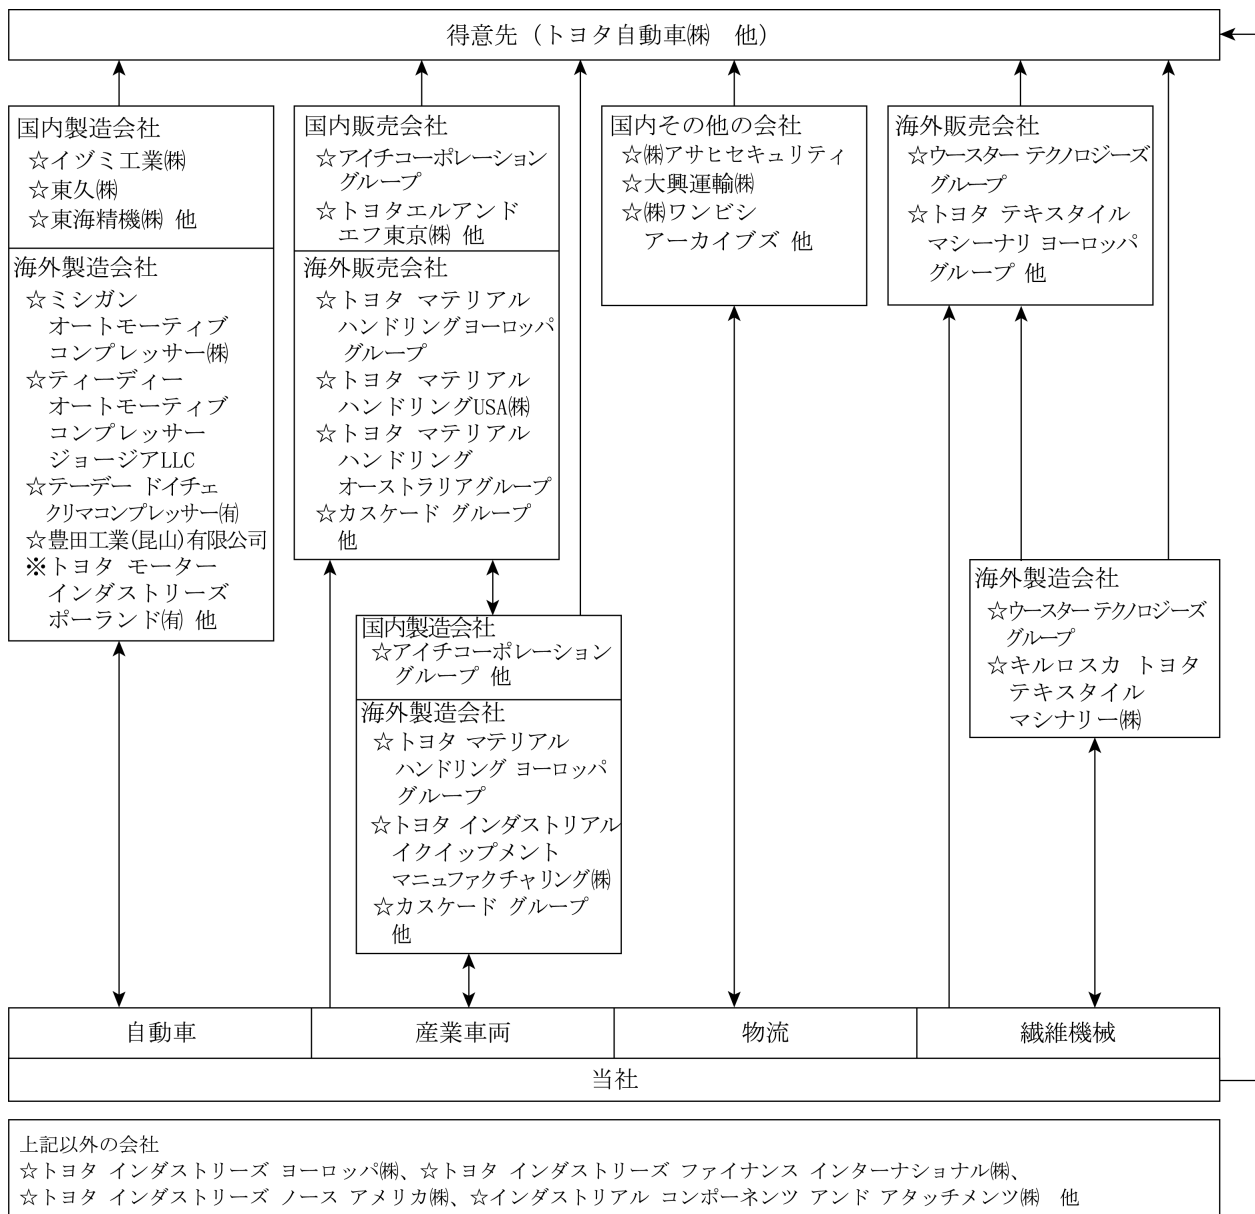 得意先（トヨタ自動車㈱　他）
国内製造会社
☆イヅミ工業㈱
☆東久㈱
☆東海精機㈱ 他
海外製造会社
☆ミシガン
オートモーティブ
コンプレッサー㈱
☆ティーディー
オートモーティブ
コンプレッサー
ジョージアLLC
☆テーデー ドイチェ
クリマコンプレッサー㈲
☆豊田工業(昆山)有限公司
※トヨタ モーター
インダストリーズ
ポーランド㈲ 他
国内販売会社
☆アイチコーポレーション
グループ
☆トヨタエルアンド
エフ東京㈱ 他
海外販売会社
☆トヨタ マテリアル
ハンドリングヨーロッパ
グループ
☆トヨタ マテリアル
ハンドリングUSA㈱
☆トヨタ マテリアル
ハンドリング
オーストラリアグループ
☆カスケード グループ
他
国内製造会社
☆アイチコーポレーション
グループ 他
海外製造会社
☆トヨタ マテリアル
ハンドリング ヨーロッパ
グループ
☆トヨタ インダストリアル
イクイップメント
マニュファクチャリング㈱
☆カスケード グループ
他
国内その他の会社
☆㈱アサヒセキュリティ
☆大興運輸㈱
☆㈱ワンビシ
アーカイブズ 他
海外販売会社
☆ウースター テクノロジーズ
グループ
☆トヨタ テキスタイル
マシーナリ ヨーロッパ
グループ 他
海外製造会社
☆ウースター テクノロジーズ
グループ
☆キルロスカ トヨタ
テキスタイル
マシナリー㈱
自動車
産業車両
物流
繊維機械
当社
上記以外の会社
☆トヨタ インダストリーズ ヨーロッパ㈱、☆トヨタ インダストリーズ ファイナンス インターナショナル㈱、
☆トヨタ インダストリーズ ノース アメリカ㈱、☆インダストリアル コンポーネンツ アンド アタッチメンツ㈱　他